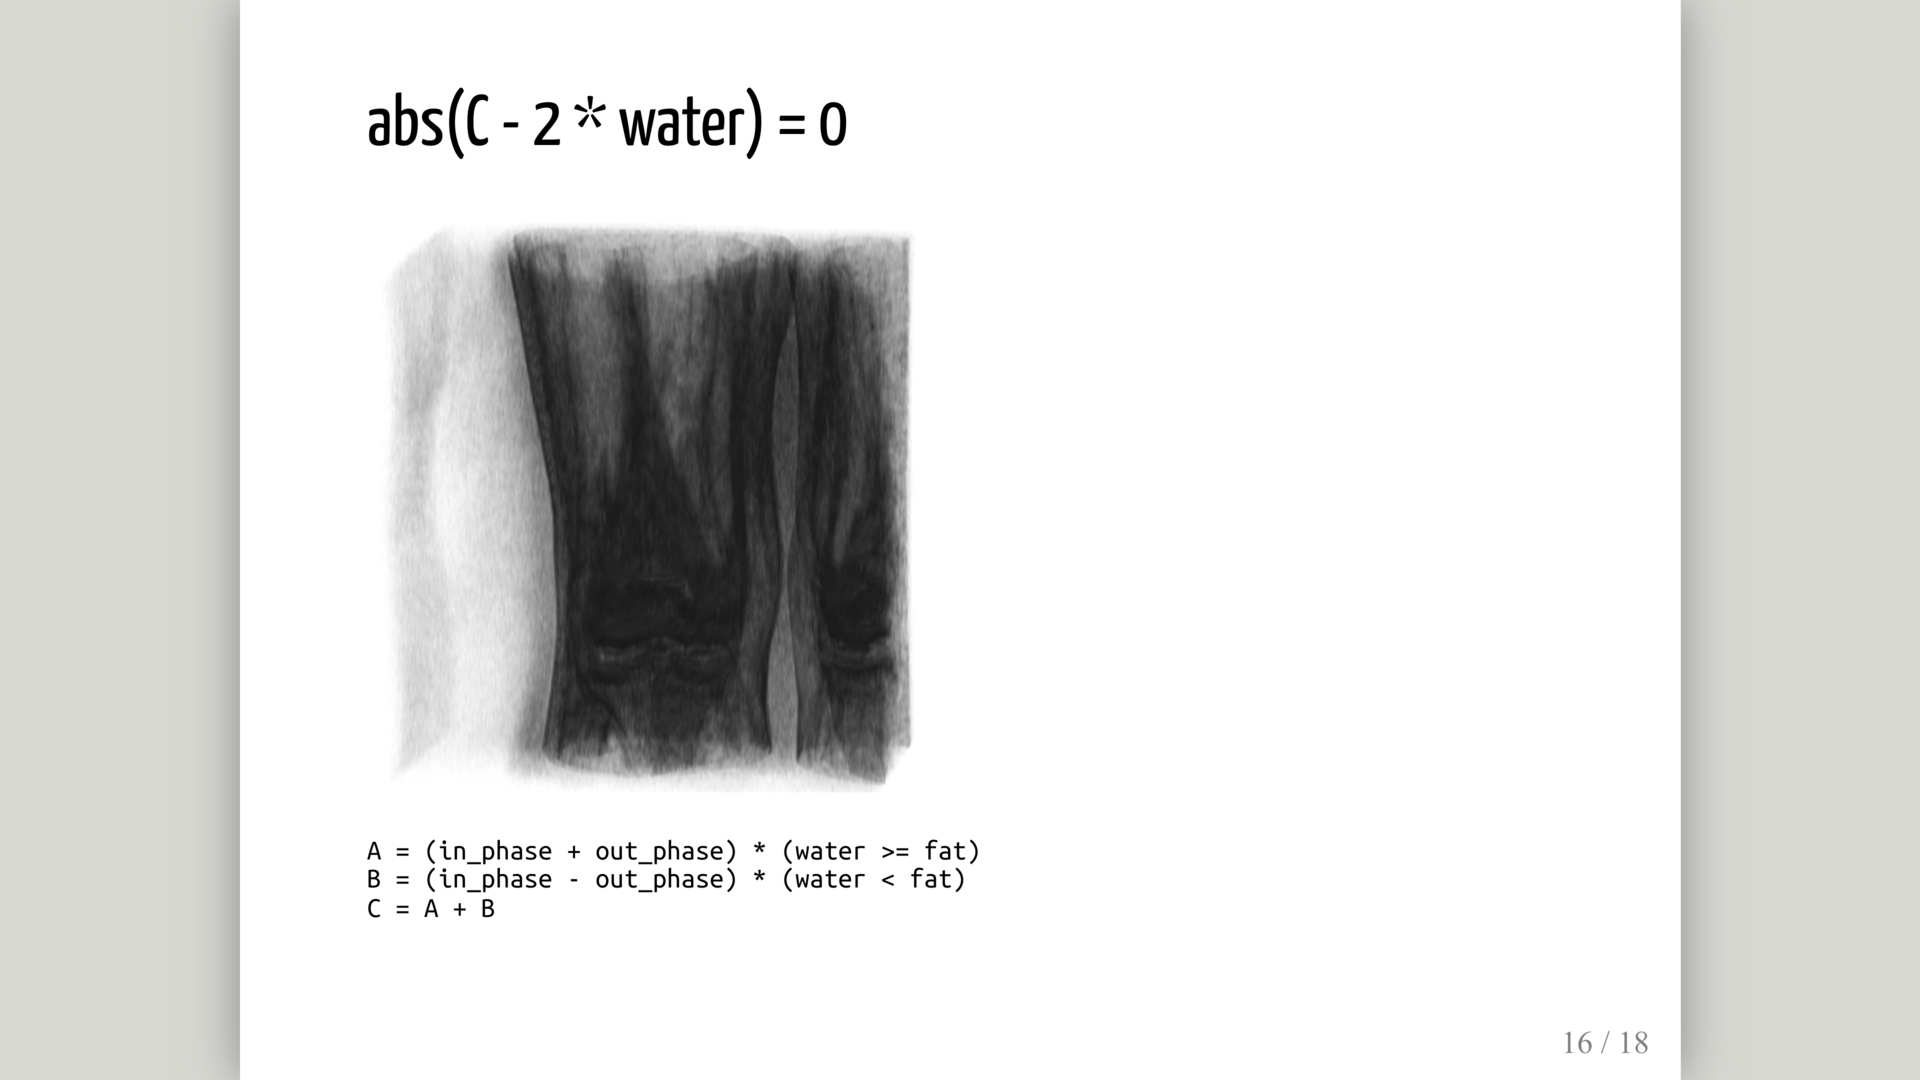 abs(C - 2 * water) = 0
A = (in_phase + out_phase) * (water >= fat)
B = (in_phase - out_phase) * (water < fat)
C = A + B
16 / 18